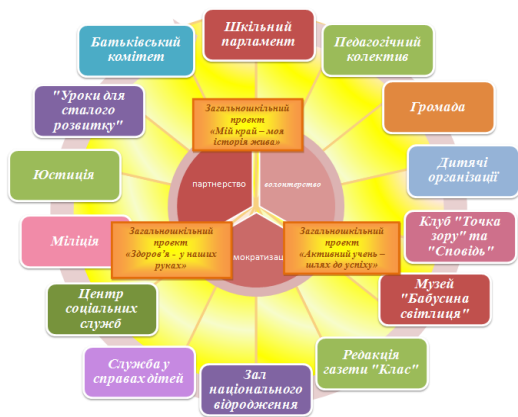 Шкільний
парламент
Педагогічний
колектив
Громада
Дитячі
організації
Клуб "Точка
зору" та
"Сповідь"
Музей
"Бабусина
світлиця"
Редакція
газети "Клас"
Зал
національного
відродження
Служба у
справах дітей
Центр
соціальних
служб
Міліція
Юстиція
"Уроки для
сталого
розвитку"
Батьківський
комітет
Загальношкільний
проект
«Мій край – моя
історія жива»
партнерство
волонтерство
Загальношкільний
проект
«Здоров'я - у наших
руках»
мократизац
Загальношкільний
проект
«Активний учень –
шлях до успіху»